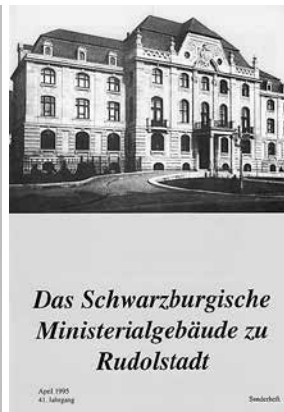 Das Schwarzburgische
Ministerialgebäude zu
Rudolstadt
April 1995
41. Jahrgang
Sonderheft